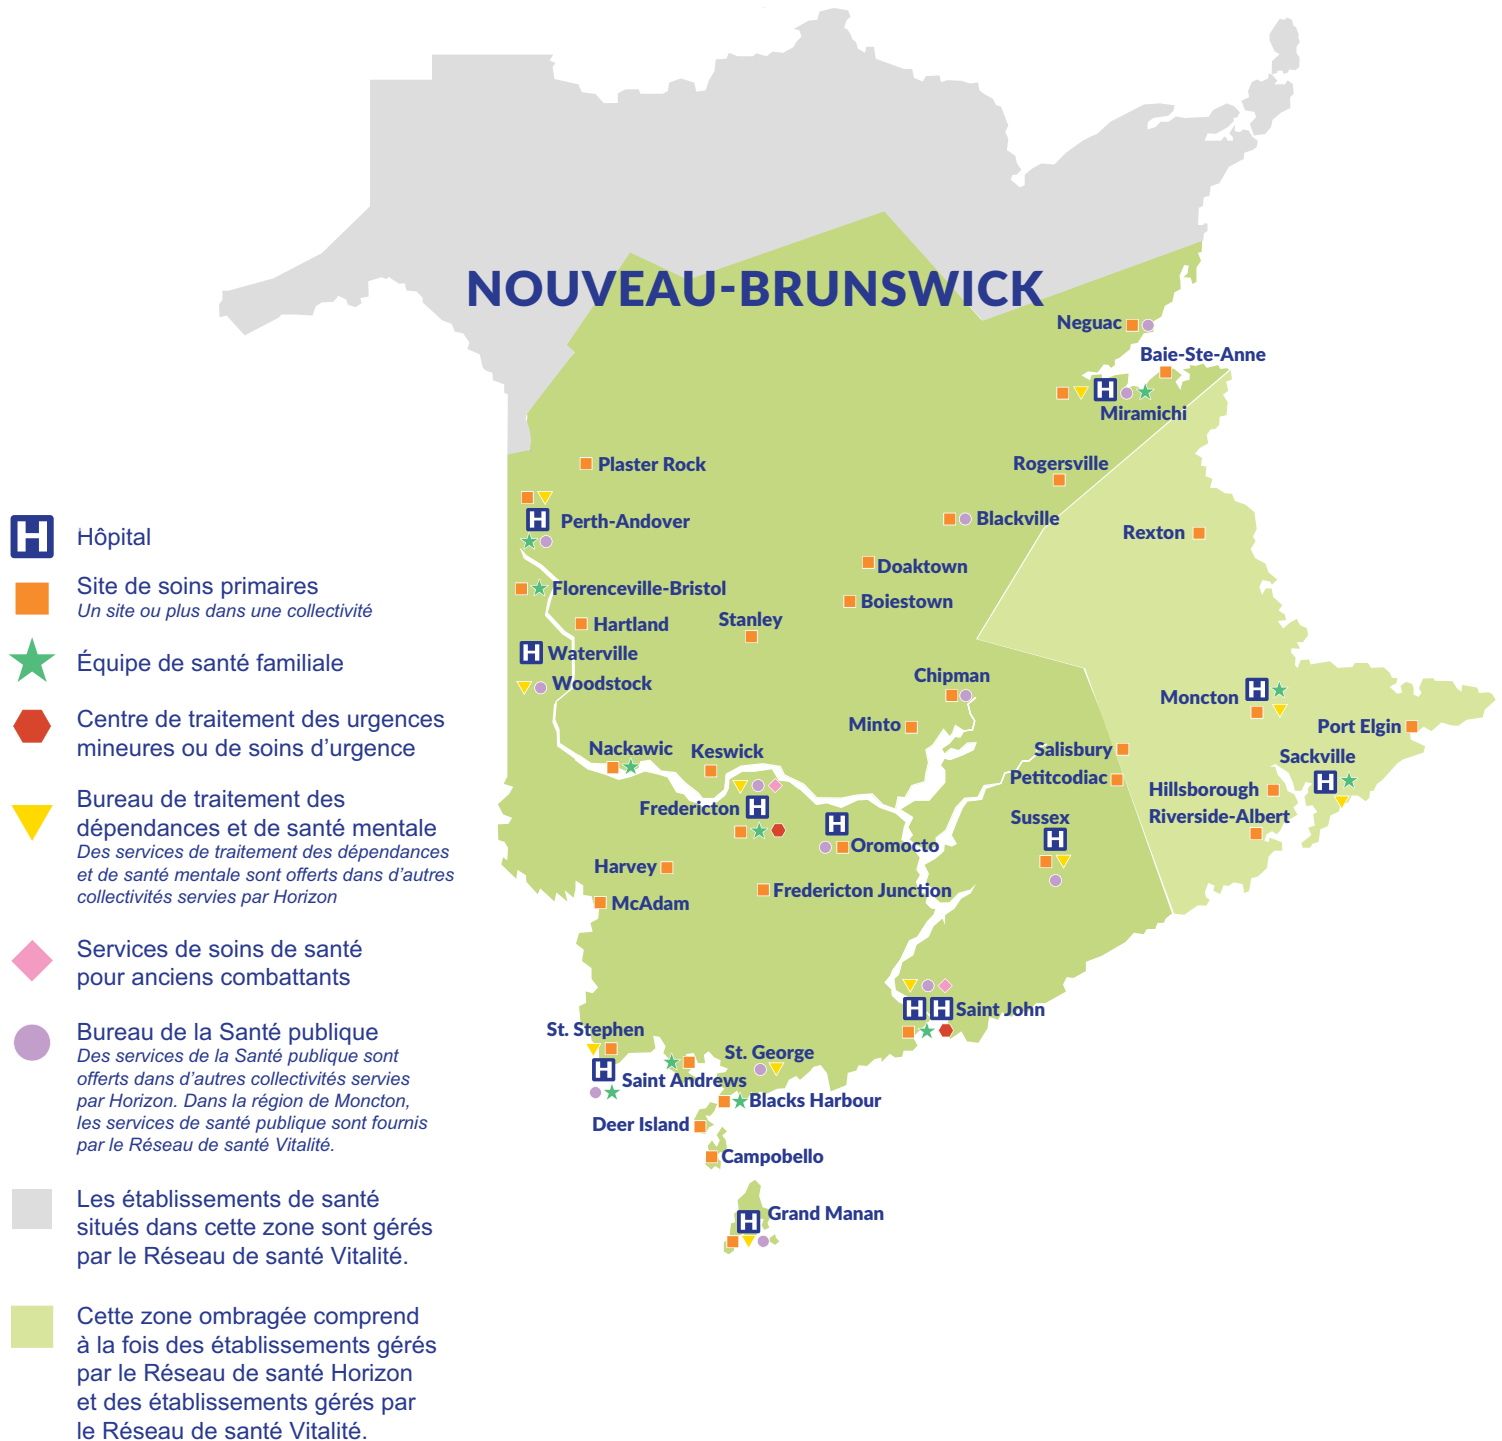 NOUVEAU-BRUNSWICK
Neguac
Baie-Ste-Anne
H
Miramichi
Plaster Rock
Rogersville
H
Perth-Andover
Blackville
Rexton
Doaktown
Florenceville-Bristol
Boiestown
Hartland
Stanley
H
Waterville
Woodstock
Chipman
H
Moncton
Minto
Port Elgin
Nackawic
Keswick
Salisbury
Sackville
Petitcodiac
H
Hillsborough
Fredericton
H
Riverside-Albert
Sussex
H
H
Oromocto
Harvey
Fredericton Junction
McAdam
H
H
Saint John
St. Stephen
St. George
H
Saint Andrews
Blacks Harbour
Deer Island
Campobello
Grand Manan
H
H
Hôpital
Site de soins primaires
Un site ou plus dans une collectivité
Équipe de santé familiale
Centre de traitement des urgences
mineures ou de soins d’urgence
Bureau de traitement des
dépendances et de santé mentale
Des services de traitement des dépendances
et de santé mentale sont offerts dans d’autres
collectivités servies par Horizon
Services de soins de santé
pour anciens combattants
Bureau de la Santé publique
Des services de la Santé publique sont
offerts dans d’autres collectivités servies
par Horizon. Dans la région de Moncton,
les services de santé publique sont fournis
par le Réseau de santé Vitalité.
Les établissements de santé
situés dans cette zone sont gérés
par le Réseau de santé Vitalité.
Cette zone ombragée comprend
à la fois des établissements gérés
par le Réseau de santé Horizon
et des établissements gérés par
le Réseau de santé Vitalité.